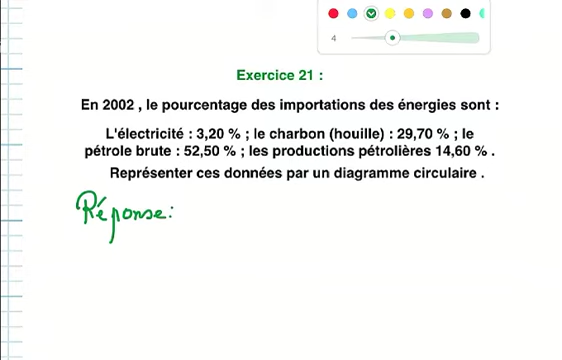 4
Exercice 21 :
En 2002 , le pourcentage des importations des énergies sont :
L'électricité : 3,20 % ; le charbon (houille) : 29,70 % ; le
pétrole brute : 52,50 % ; les productions pétrolières 14,60 % .
Représenter ces données par un diagramme circulaire .
Réponse: